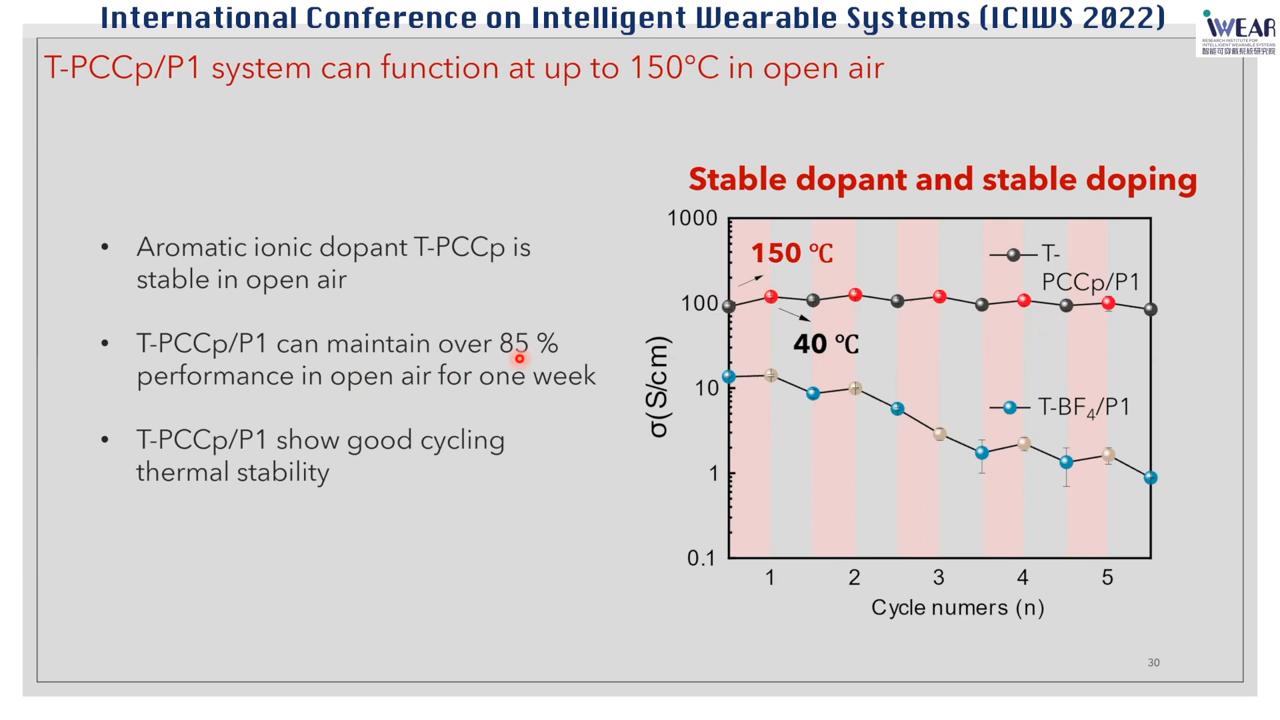 International Conference on Intelligent Wearable Systems (ICIWS 2022)
iWEAR
RESEARCH INSTITUTE FOR
INTELLIGENT WEARABLE SYSTEMS
智能可穿戴系統研究院
T-PCCp/P1 system can function at up to 150°C in open air
Stable dopant and stable doping
• Aromatic ionic dopant T-PCCp is
stable in open air
• T-PCCp/P1 can maintain over 85 %
performance in open air for one week
• T-PCCp/P1 show good cycling
thermal stability
1000
100
10
1
0.1
σ(S/cm)
150 ℃
40 ℃
T-
PCCp/P1
T-BF₄/P1
1 2 3 4 5
Cycle numers (n)
30